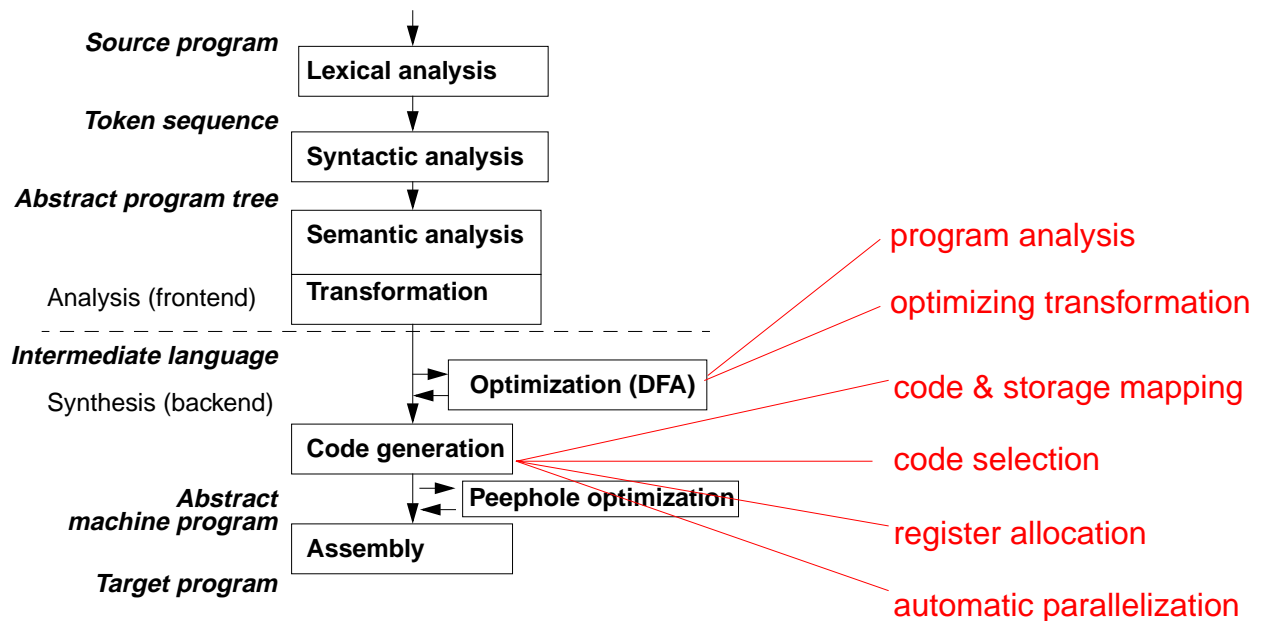 Source program
Lexical analysis
Token sequence
Syntactic analysis
Abstract program tree
Semantic analysis
program analysis
Transformation
Analysis (frontend)
optimizing transformation
Intermediate language
Optimization (DFA)
code & storage mapping
Synthesis (backend)
Code generation
code selection
Abstract
machine program
Peephole optimization
register allocation
Assembly
Target program
automatic parallelization